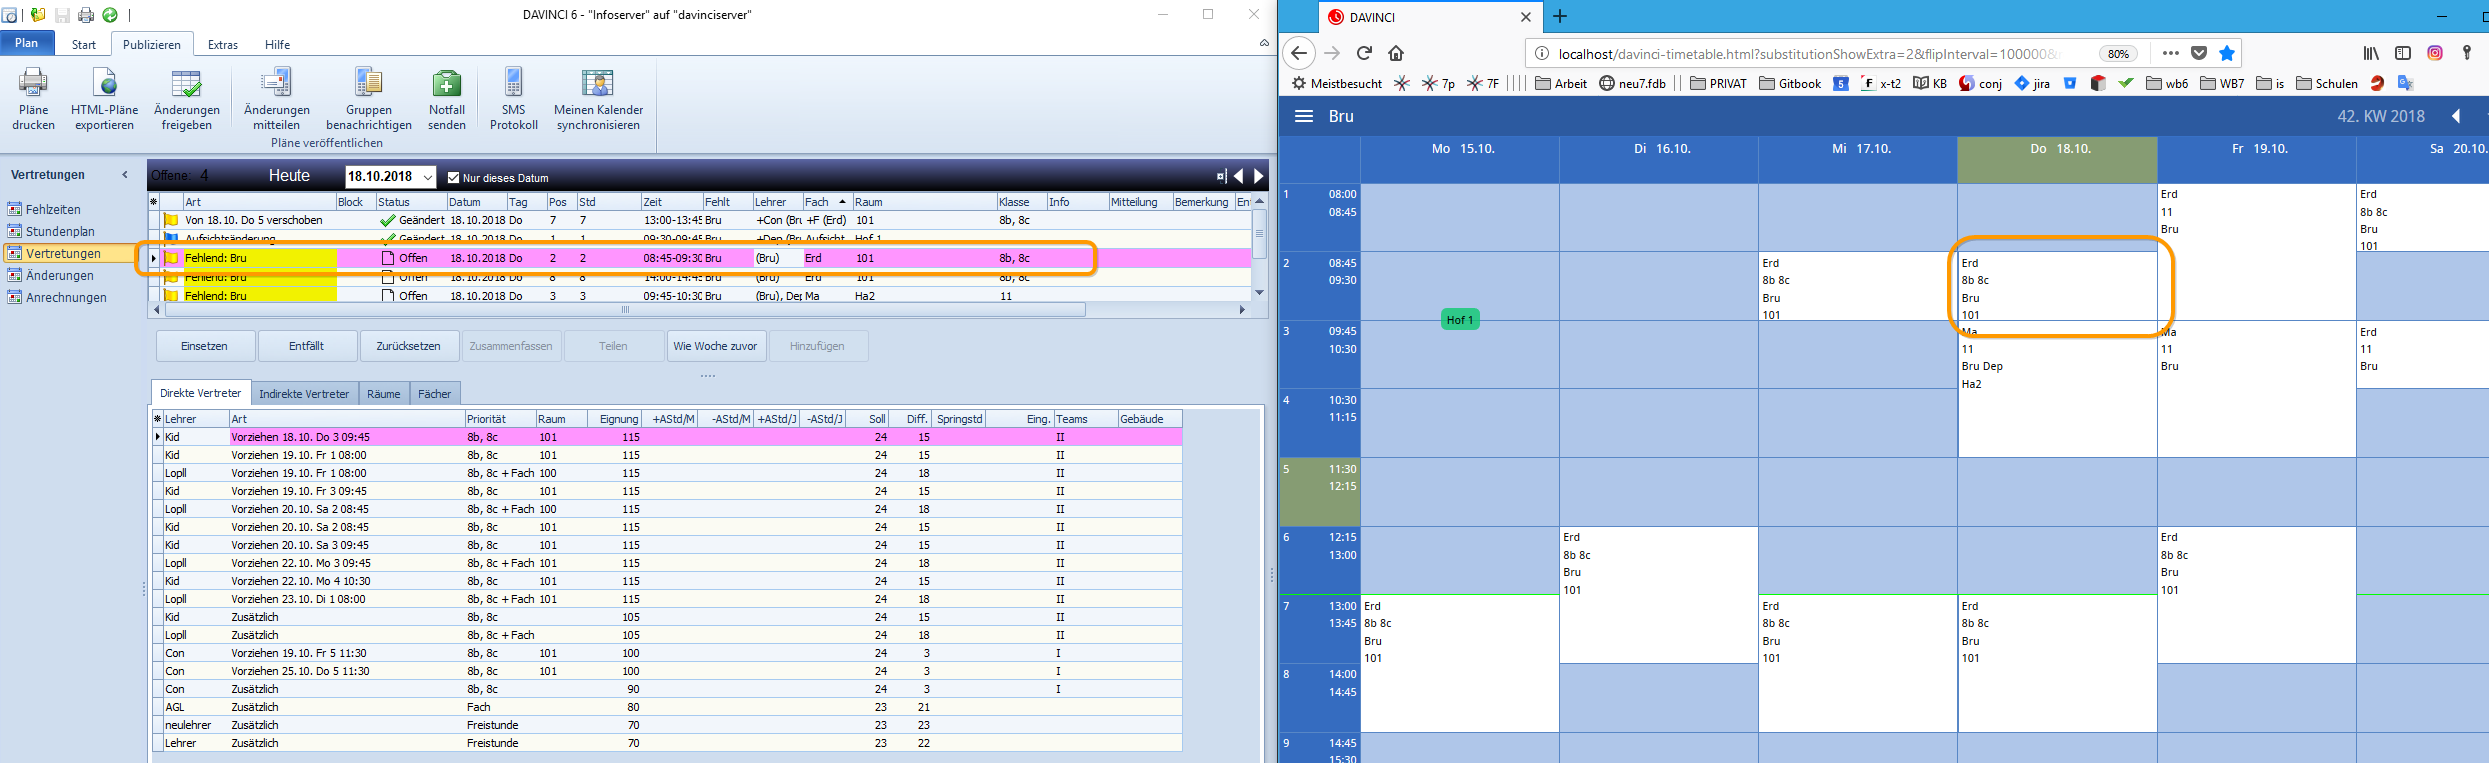 DAVINCI 6 - "Infoserver" auf "davinciserver"
Plan Start Publizieren Extras Hilfe
Pläne drucken
HTML-Pläne exportieren
Änderungen freigeben
Änderungen mitteilen
Gruppen benachrichtigen
Notfall senden
SMS Protokoll
Meinen Kalender synchronisieren
Pläne veröffentlichen
Vertretungen
Fehlzeiten
Stundenplan
Vertretungen
Änderungen
Anrechnungen
Offene: 4 Heute 18.10.2018 Nur dieses Datum
Art Block Status Datum Tag Pos Std Zeit Fehlt Lehrer Fach Raum Klasse Info Mitteilung Bemerkung Ent
Von 18.10. Do 5 verschoben Geändert 18.10.2018 Do 7 7 13:00-13:45 Bru +Con (Bru +F (Erd) 101 8b, 8c
Aufsichtsänderung Geändert 18.10.2018 Do 1 1 09:30-09:45 Bru +Dep (Bru Aufsicht Hof 1
Fehlend: Bru Offen 18.10.2018 Do 2 2 08:45-09:30 Bru (Bru) Erd 101 8b, 8c
Fehlend: Bru Offen 18.10.2018 Do 8 8 14:00-14:45 Bru (Bru) Erd 101 8b, 8c
Fehlend: Bru Offen 18.10.2018 Do 3 3 09:45-10:30 Bru (Bru), Dep Ma Ha2 11
Einsetzen Entfällt Zurücksetzen Zusammenfassen Teilen Wie Woche zuvor Hinzufügen
Direkte Vertreter Indirekte Vertreter Räume Fächer
Lehrer Art Priorität Raum Eignung +AStd/M -AStd/M +AStd/J -AStd/J Soll Diff. Springstd Eing. Teams Gebäude
Kid Vorziehen 18.10. Do 3 09:45 8b, 8c 101 115 24 15 II
Kid Vorziehen 19.10. Fr 1 08:00 8b, 8c 101 115 24 15 II
Lopll Vorziehen 19.10. Fr 1 08:00 8b, 8c + Fach 100 115 24 18 II
Kid Vorziehen 19.10. Fr 3 09:45 8b, 8c 101 115 24 15 II
Lopll Vorziehen 20.10. Sa 2 08:45 8b, 8c + Fach 100 115 24 18 II
Kid Vorziehen 20.10. Sa 2 08:45 8b, 8c 101 115 24 15 II
Kid Vorziehen 20.10. Sa 3 09:45 8b, 8c 101 115 24 15 II
Lopll Vorziehen 22.10. Mo 3 09:45 8b, 8c + Fach 101 115 24 18 II
Kid Vorziehen 22.10. Mo 4 10:30 8b, 8c 101 115 24 15 II
Lopll Vorziehen 23.10. Di 1 08:00 8b, 8c + Fach 101 115 24 18 II
Kid Zusätzlich 8b, 8c 105 24 15 II
Lopll Zusätzlich 8b, 8c + Fach 105 24 18 II
Con Vorziehen 19.10. Fr 5 11:30 8b, 8c 101 100 24 3 I
Con Vorziehen 25.10. Do 5 11:30 8b, 8c 101 100 24 3 I
Con Zusätzlich 8b, 8c 90 24 3 I
AGL Zusätzlich Fach 80 23 21
neulehrer Zusätzlich Freistunde 70 23 23
Lehrer Zusätzlich Freistunde 70 23 22
DAVINCI
localhost/davinci-timetable.html?substitutionShowExtra=2&flipInterval=100000& 80%
Meistbesucht 7p 7F Arbeit neu7.fdb PRIVAT Gitbook 5 x-t2 KB conj jira wb6 WB7 is Schulen
Bru 42. KW 2018
Mo 15.10. Di 16.10. Mi 17.10. Do 18.10. Fr 19.10. Sa 20.10.
1 08:00 Erd Erd
08:45 11 8b 8c
Bru Bru
101
2 08:45 Erd Erd
09:30 8b 8c 8b 8c
Bru Bru
101 101
Hof 1
3 09:45 Ma Ma Erd
10:30 11 11 11
Bru Dep Bru Bru
Ha2
4 10:30
11:15
5 11:30
12:15
6 12:15 Erd Erd
13:00 8b 8c 8b 8c
Bru Bru
101 101
7 13:00 Erd Erd Erd
13:45 8b 8c 8b 8c 8b 8c
Bru Bru Bru
101 101 101
8 14:00
14:45
9 14:45
15:30